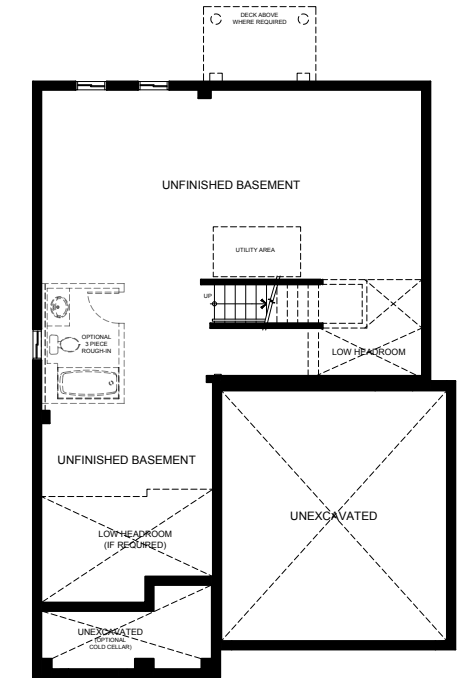 DECK ABOVE
WHERE REQUIRED
UNFINISHED BASEMENT
UTILITY AREA
UP
OPTIONAL
3 PIECE
ROUGH-IN
LOW HEADROOM
UNFINISHED BASEMENT
UNEXCAVATED
LOW HEADROOM
(IF REQUIRED)
UNEXCAVATED
(OPTIONAL
COLD CELLAR)